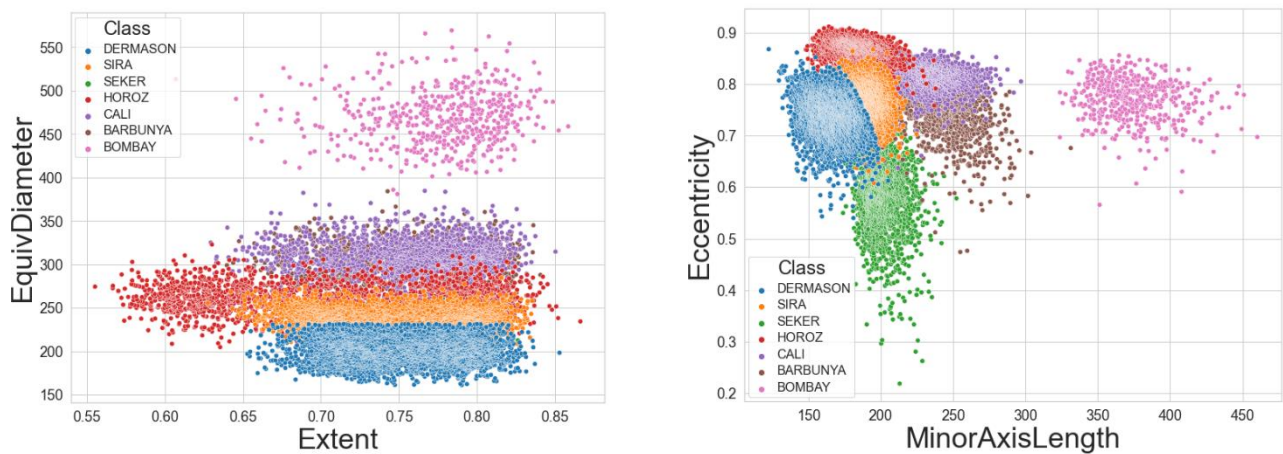 Class
DERMASON
SIRA
SEKER
HOROZ
CALI
BARBUNYA
BOMBAY
EquivDiameter
550
500
450
400
350
300
250
200
150
0.55 0.60 0.65 0.70 0.75 0.80 0.85
Extent
Eccentricity
0.9
0.8
0.7
0.6
0.5
0.4
0.3
0.2
Class
DERMASON
SIRA
SEKER
HOROZ
CALI
BARBUNYA
BOMBAY
150 200 250 300 350 400 450
MinorAxisLength